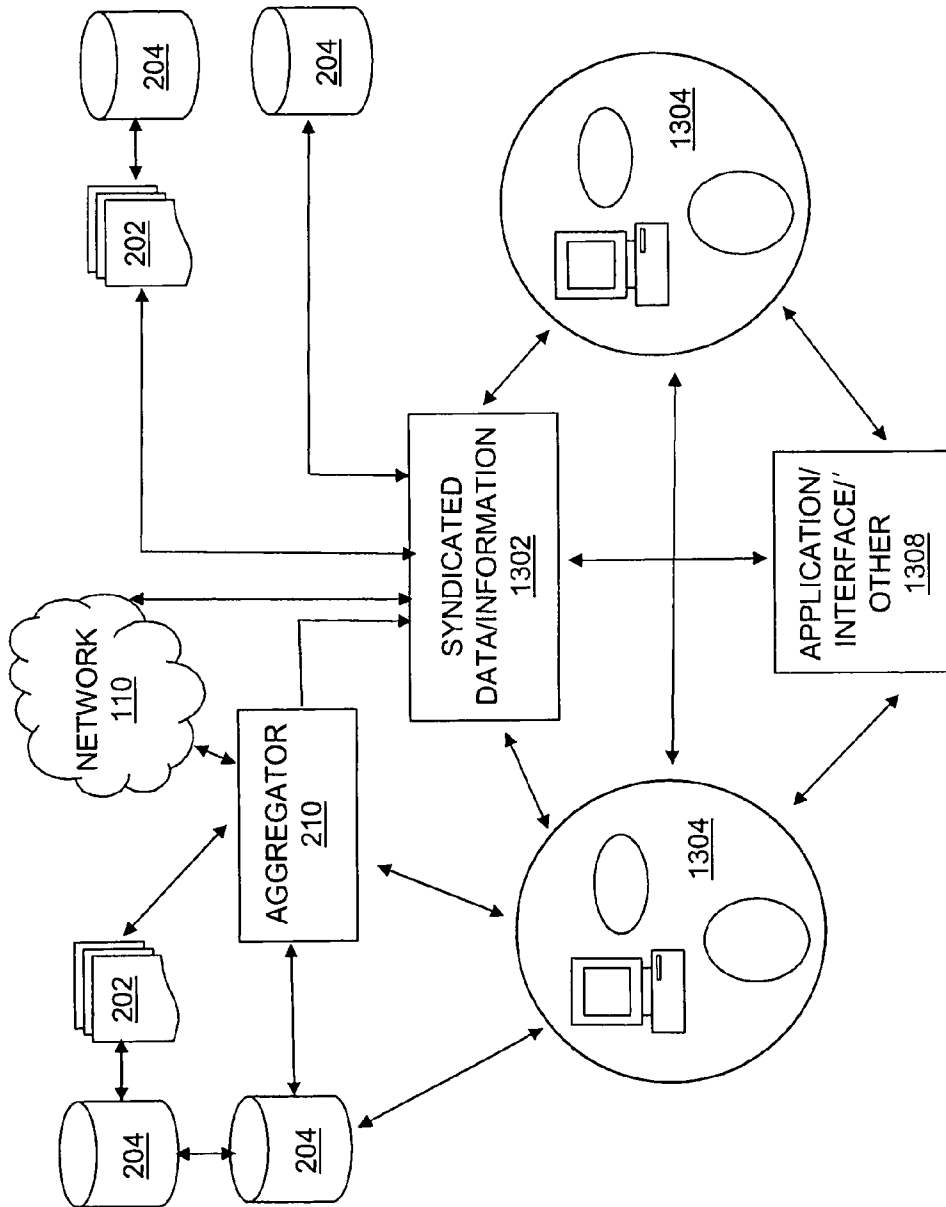 NETWORK
110
204
202
202
204
AGGREGATOR
210
204
204
SYNDICATED
DATA/INFORMATION
1302
1304
1304
APPLICATION/
INTERFACE/'
OTHER
1308